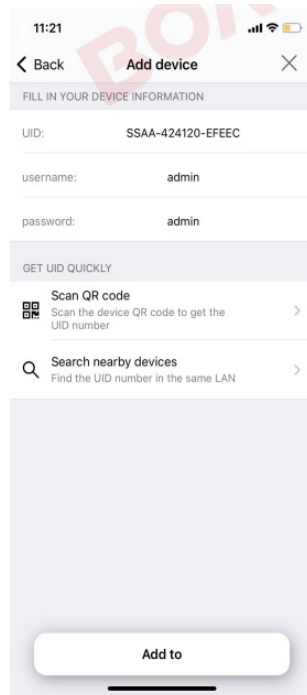 11:21
Back Add device
FILL IN YOUR DEVICE INFORMATION
UID: SSAA-424120-EFEEC
username: admin
password: admin
GET UID QUICKLY
Scan QR code
Scan the device QR code to get the
UID number
Search nearby devices
Find the UID number in the same LAN
Add to